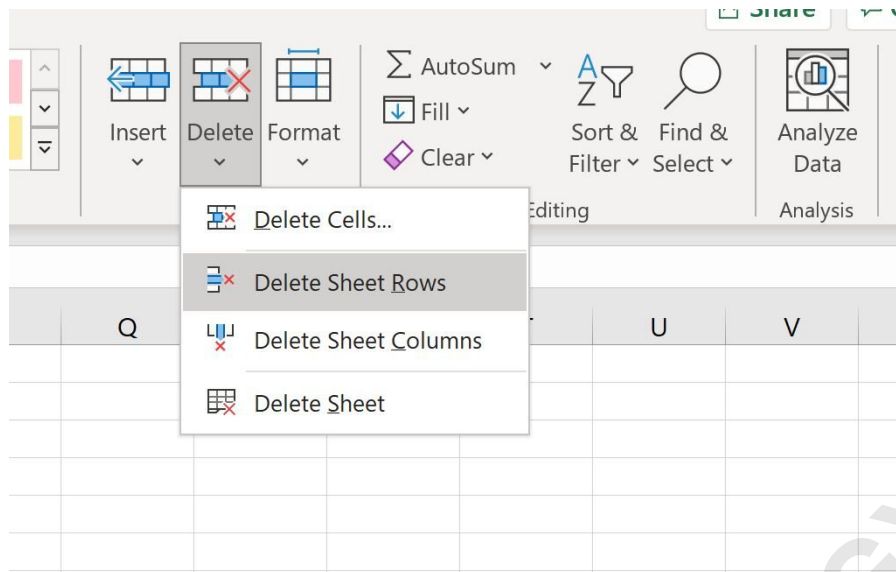 Share
Insert
Delete
Format
AutoSum
Fill
Clear
Sort &
Filter
Find &
Select
Analyze
Data
Editing
Analysis
Delete Cells...
Delete Sheet Rows
Delete Sheet Columns
Delete Sheet
Q
U
V